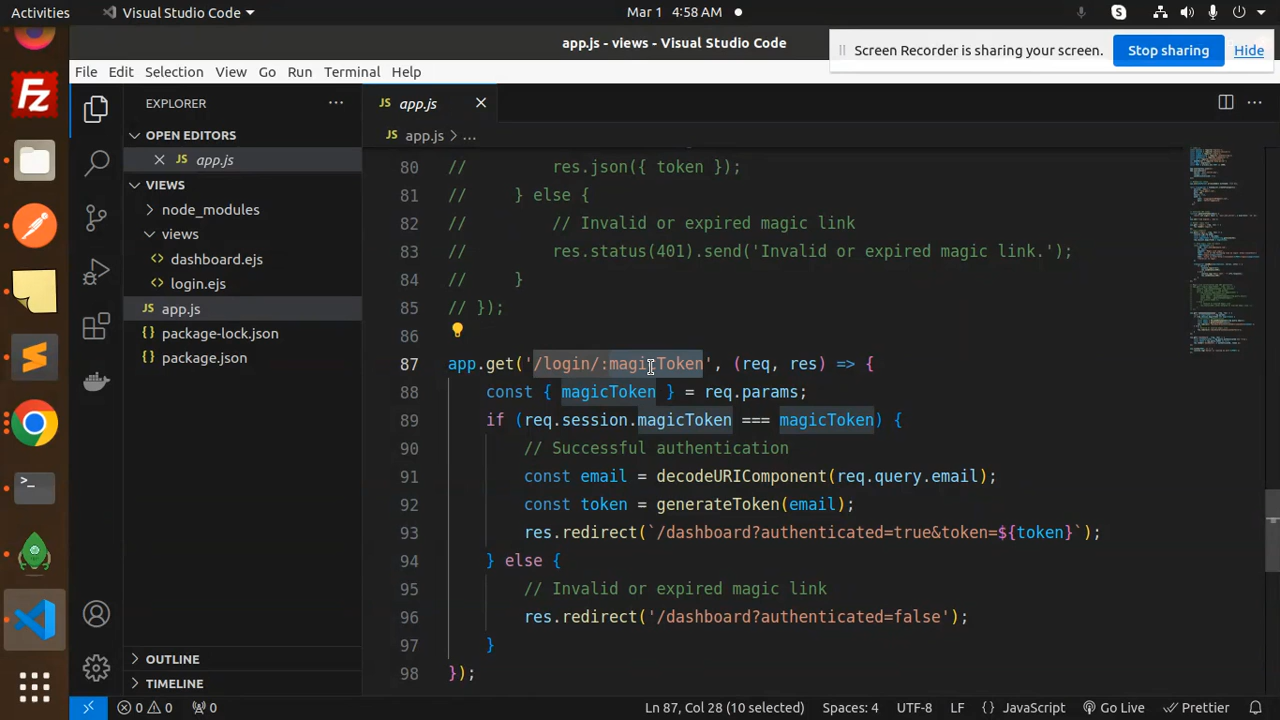 Activities
Visual Studio Code
Mar 1 4:58 AM
app.js - views - Visual Studio Code
Screen Recorder is sharing your screen.
Stop sharing
Hide
File Edit Selection View Go Run Terminal Help
EXPLORER
OPEN EDITORS
JS app.js
VIEWS
node_modules
views
dashboard.ejs
login.ejs
JS app.js
{} package-lock.json
{} package.json
OUTLINE
TIMELINE
JS app.js
JS app.js > ...
80 //         res.json({ token });
81 //     } else {
82 //         // Invalid or expired magic link
83 //         res.status(401).send('Invalid or expired magic link.');
84 //     }
85 // });
86
87 app.get('/login/:magicToken', (req, res) => {
88     const { magicToken } = req.params;
89     if (req.session.magicToken === magicToken) {
90         // Successful authentication
91         const email = decodeURIComponent(req.query.email);
92         const token = generateToken(email);
93         res.redirect(`/dashboard?authenticated=true&token=${token}`);
94     } else {
95         // Invalid or expired magic link
96         res.redirect('/dashboard?authenticated=false');
97     }
98 });
0 0 0 Ln 87, Col 28 (10 selected) Spaces: 4 UTF-8 LF {} JavaScript Go Live Prettier